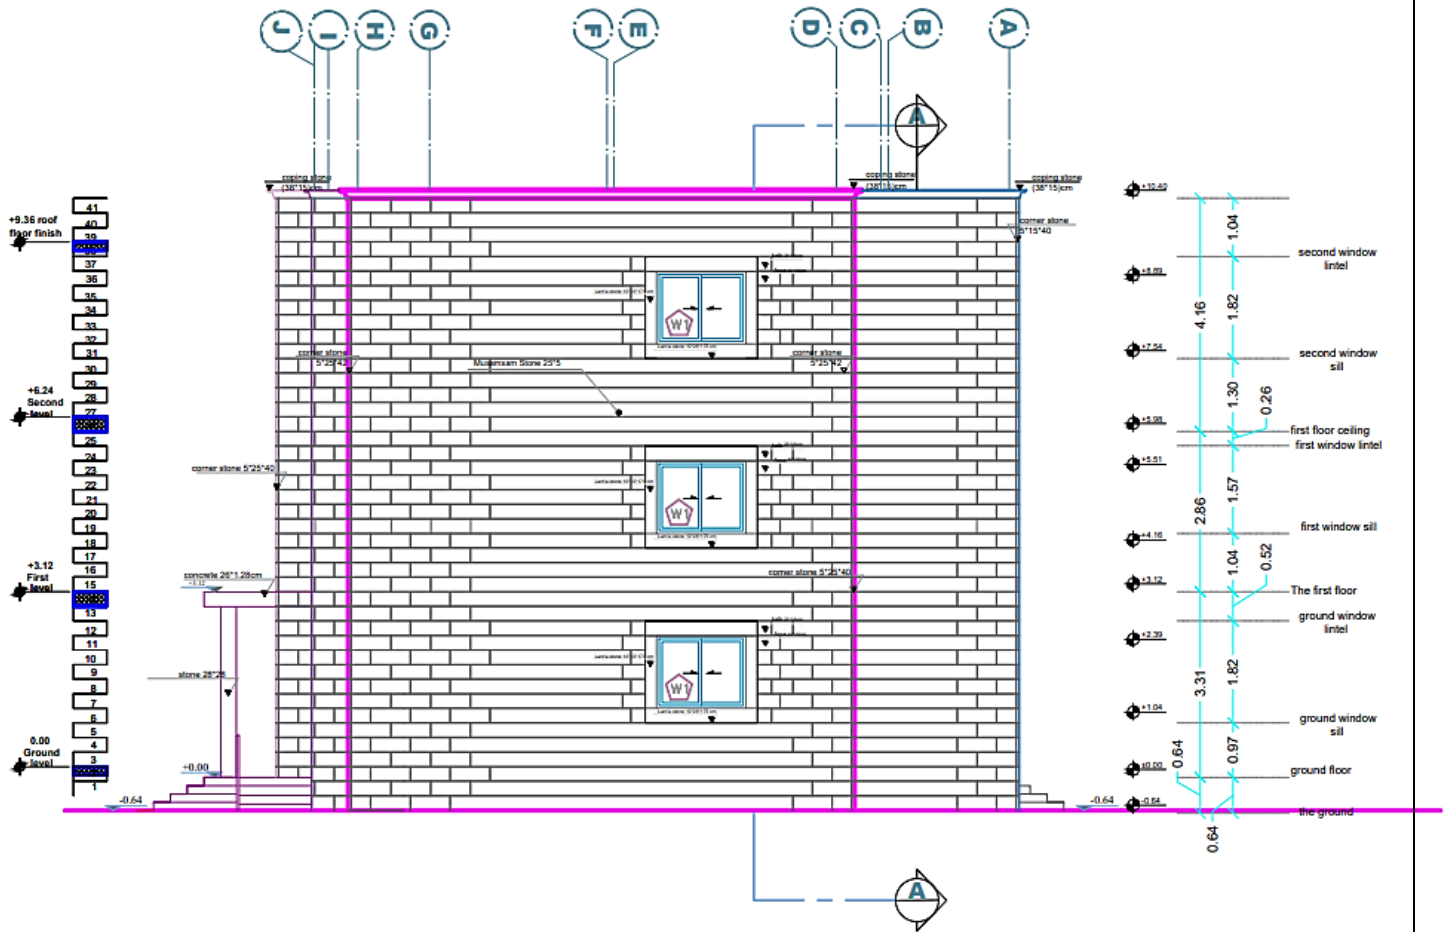 J
I
H
G
F
E
D
C
B
A
A
coping stone
(38*15)cm
coping stone
(38*15)cm
coping stone
(38*15)cm
+10.40
41
40
39
37
36
35
34
33
32
31
30
29
28
27
25
24
23
22
21
20
19
18
17
16
15
13
12
11
10
9
8
7
6
5
4
3
1
+9.36 roof
floor finish
+6.24
Second
level
+3.12
First
level
0.00
Ground
level
corner stone
5*15*40
corner stone
5*25*42
corner stone
5*25*42
Musamsam Stone 25*5
corner stone 5*25*40
corner stone 5*25*40
concrete 26*1.28cm
+3.12
stone 28*28
+0.00
-0.64
-0.64
W1
W1
W1
+8.89
+7.54
+5.98
+5.51
+4.16
+3.12
+2.39
+1.04
±0.00
-0.64
4.16
2.86
3.31
0.64
1.04
1.82
1.30
0.26
1.57
1.04
0.52
1.82
0.97
0.64
second window
lintel
second window
sill
first floor ceiling
first window lintel
first window sill
The first floor
ground window
lintel
ground window
sill
ground floor
the ground
A